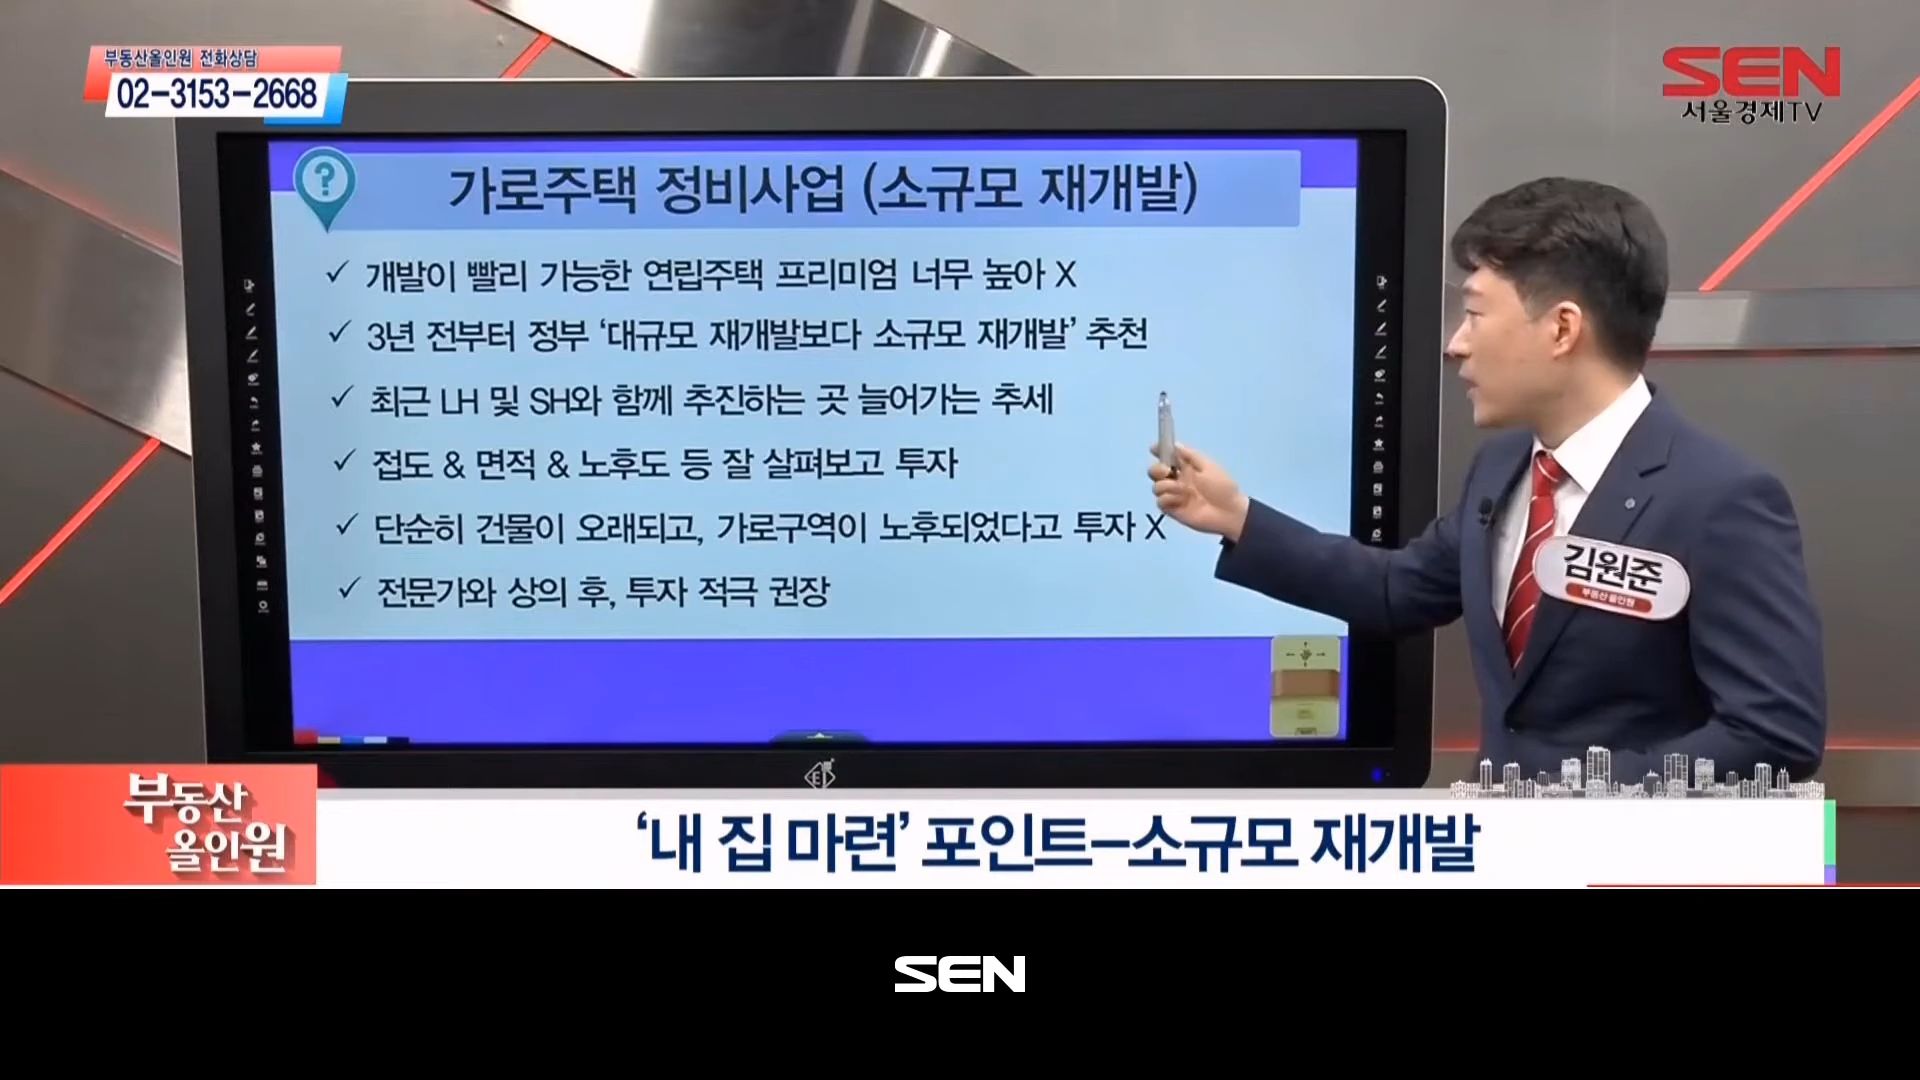 부동산올인원 전화상담
02-3153-2668
SEN
서울경제TV
?
가로주택 정비사업 (소규모 재개발)
✓ 개발이 빨리 가능한 연립주택 프리미엄 너무 높아 X
✓ 3년 전부터 정부 ‘대규모 재개발보다 소규모 재개발’ 추천
✓ 최근 LH 및 SH와 함께 추진하는 곳 늘어가는 추세
✓ 접도 & 면적 & 노후도 등 잘 살펴보고 투자
✓ 단순히 건물이 오래되고, 가로구역이 노후되었다고 투자 X
✓ 전문가와 상의 후, 투자 적극 권장
김원준
부동산 올인원
부동산
올인원
‘내 집 마련’ 포인트-소규모 재개발
SEN